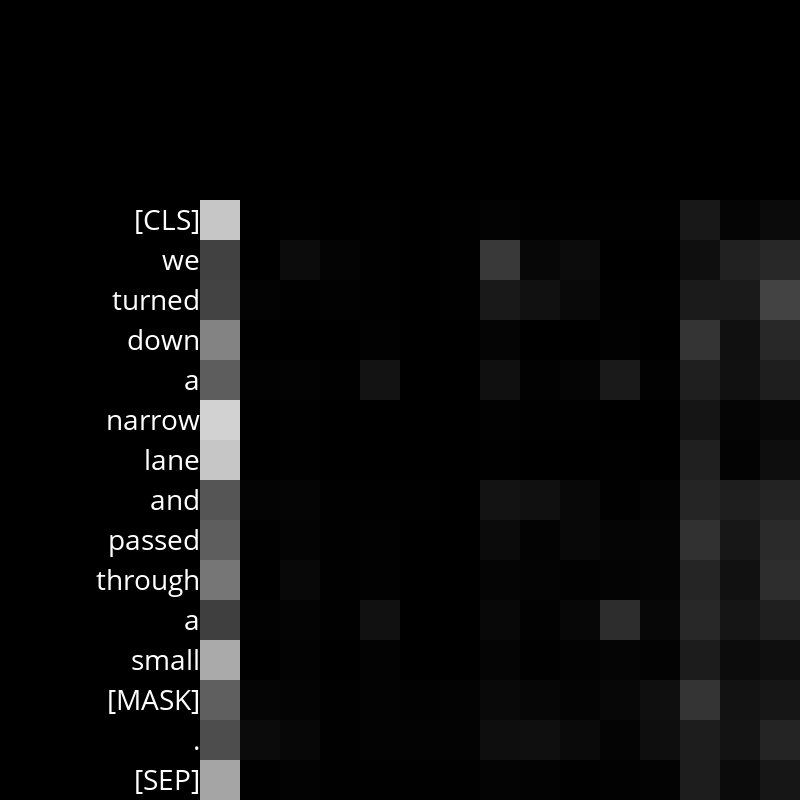 [CLS]
we
turned
down
a
narrow
lane
and
passed
through
a
small
[MASK]
.
[SEP]